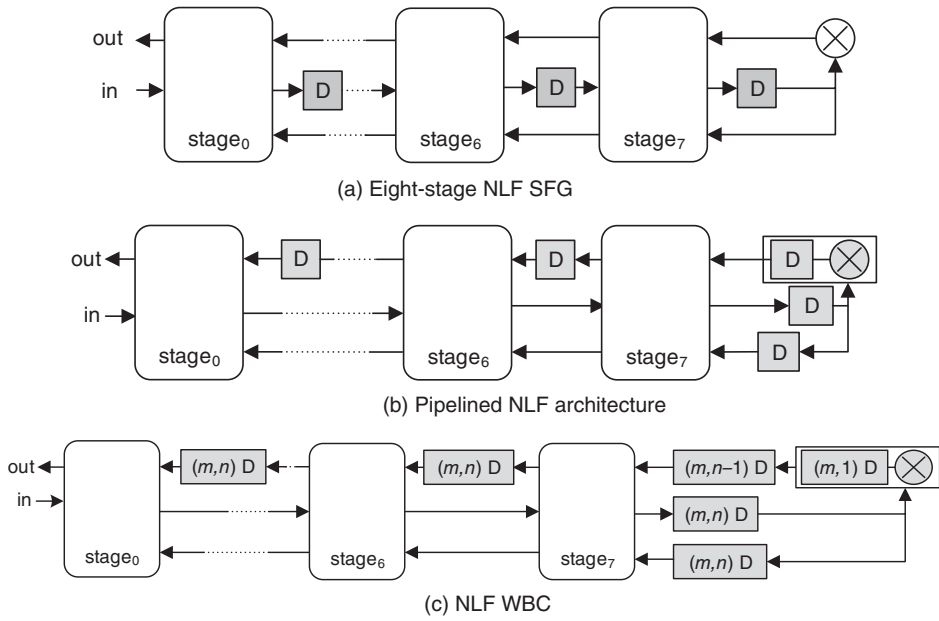 out
in
D
D
D
stage0
stage6
stage7
(a) Eight-stage NLF SFG
out
in
D
D
D
D
D
stage0
stage6
stage7
(b) Pipelined NLF architecture
out
in
(m,n) D
(m,n) D
(m,n–1) D
(m,1) D
(m,n) D
(m,n) D
stage0
stage6
stage7
(c) NLF WBC